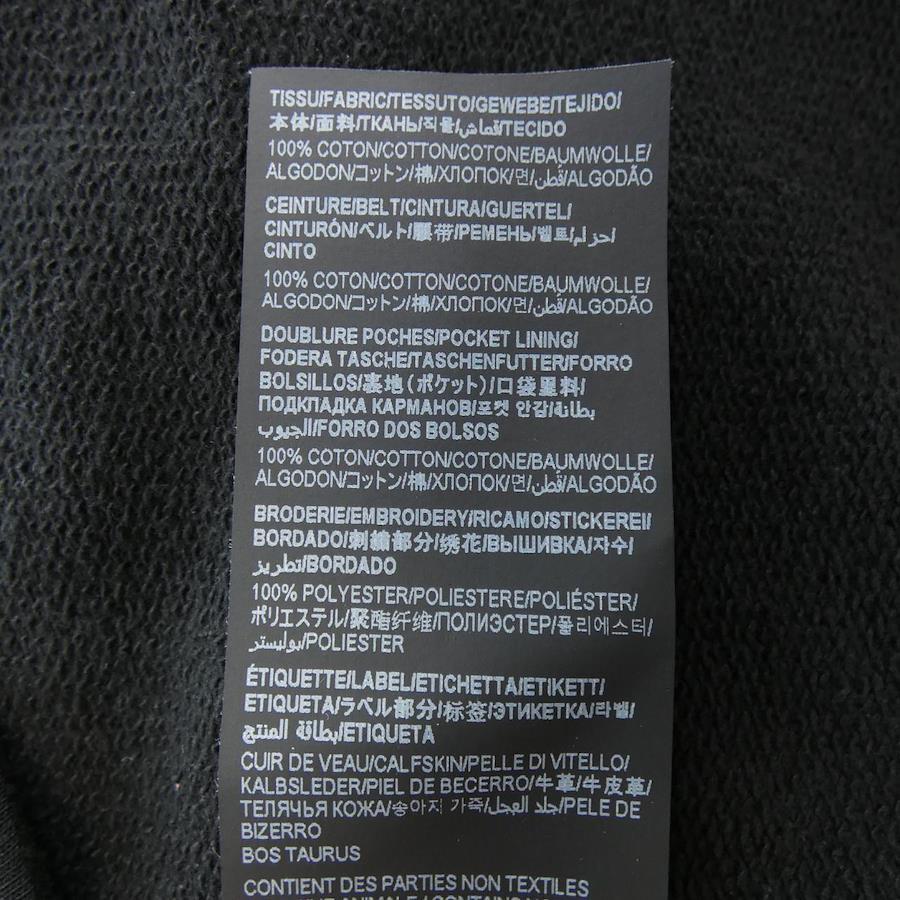 TISSU/FABRIC/TESSUTO/GEWEBE/TEJIDO/
本体/面料/ТКАНЬ/직물/قماش/TECIDO
100% COTON/COTTON/COTONE/BAUMWOLLE/
ALGODON/コットン/棉/ХЛОПОК/면/قطن/ALGODÃO
CEINTURE/BELT/CINTURA/GUERTEL/
CINTURÓN/ベルト/腰带/РЕМЕНЬ/벨트/حزام/
CINTO
100% COTON/COTTON/COTONE/BAUMWOLLE/
ALGODON/コットン/棉/ХЛОПОК/면/قطن/ALGODÃO
DOUBLURE POCHES/POCKET LINING/
FODERA TASCHE/TASCHENFUTTER/FORRO
BOLSILLOS/裏地(ポケット)/口袋里料/
ПОДКЛАДКА КАРМАНОВ/포켓 안감/بطانة
الجيوب/FORRO DOS BOLSOS
100% COTON/COTTON/COTONE/BAUMWOLLE/
ALGODON/コットン/棉/ХЛОПОК/면/قطن/ALGODÃO
BRODERIE/EMBROIDERY/RICAMO/STICKEREI/
BORDADO/刺繍部分/绣花/ВЫШИВКА/자수/
تطريز/BORDADO
100% POLYESTER/POLIESTERE/POLIÉSTER/
ポリエステル/聚酯纤维/ПОЛИЭСТЕР/폴리에스터/
بوليستر/POLIESTER
ÉTIQUETTE/LABEL/ETICHETTA/ETIKETT/
ETIQUETA/ラベル部分/标签/ЭТИКЕТКА/라벨/
بطاقة المنتج/ETIQUETA
CUIR DE VEAU/CALFSKIN/PELLE DI VITELLO/
KALBSLEDER/PIEL DE BECERRO/牛革/牛皮革/
ТЕЛЯЧЬЯ КОЖА/송아지 가죽/جلد العجل/PELE DE
BIZERRO
BOS TAURUS
CONTIENT DES PARTIES NON TEXTILES